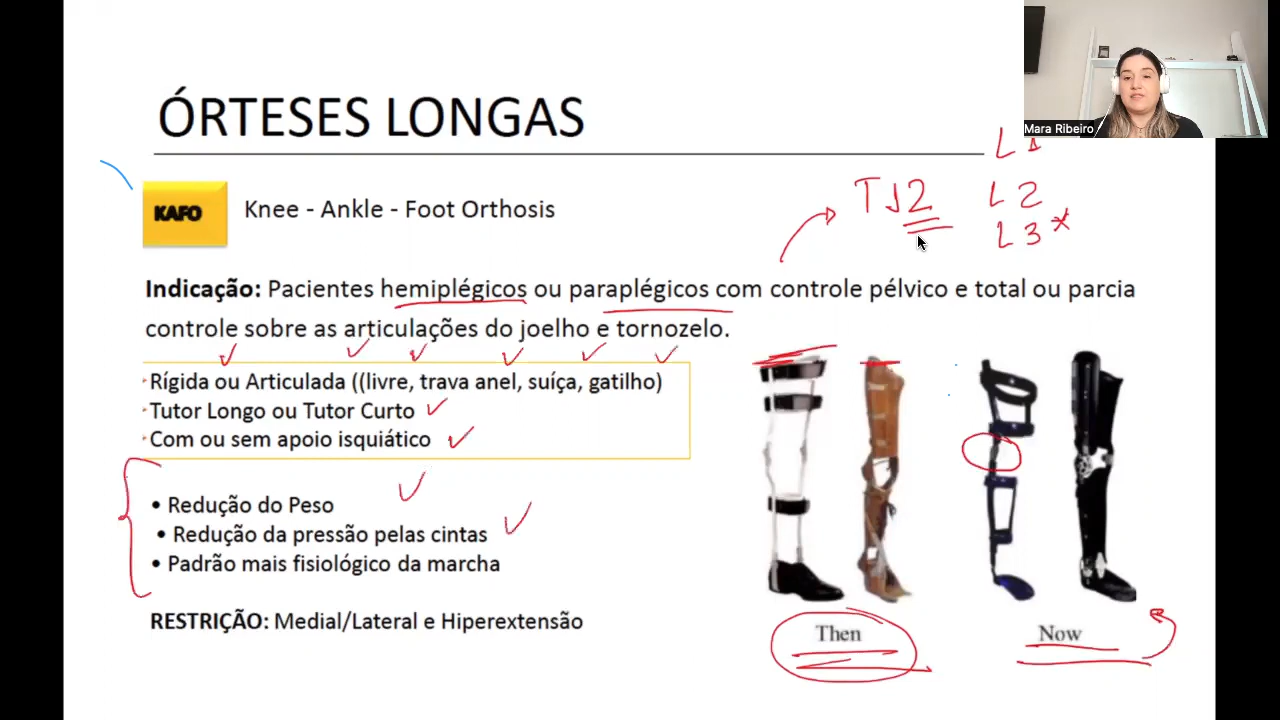 Mara Ribeiro
ÓRTESES LONGAS
L 1
KAFO Knee - Ankle - Foot Orthosis
T12 L 2
L 3
Indicação: Pacientes hemiplégicos ou paraplégicos com controle pélvico e total ou parcia
controle sobre as articulações do joelho e tornozelo.
Rígida ou Articulada ((livre, trava anel, suíça, gatilho)
Tutor Longo ou Tutor Curto
Com ou sem apoio isquiático
• Redução do Peso
• Redução da pressão pelas cintas
• Padrão mais fisiológico da marcha
RESTRIÇÃO: Medial/Lateral e Hiperextensão
Then Now